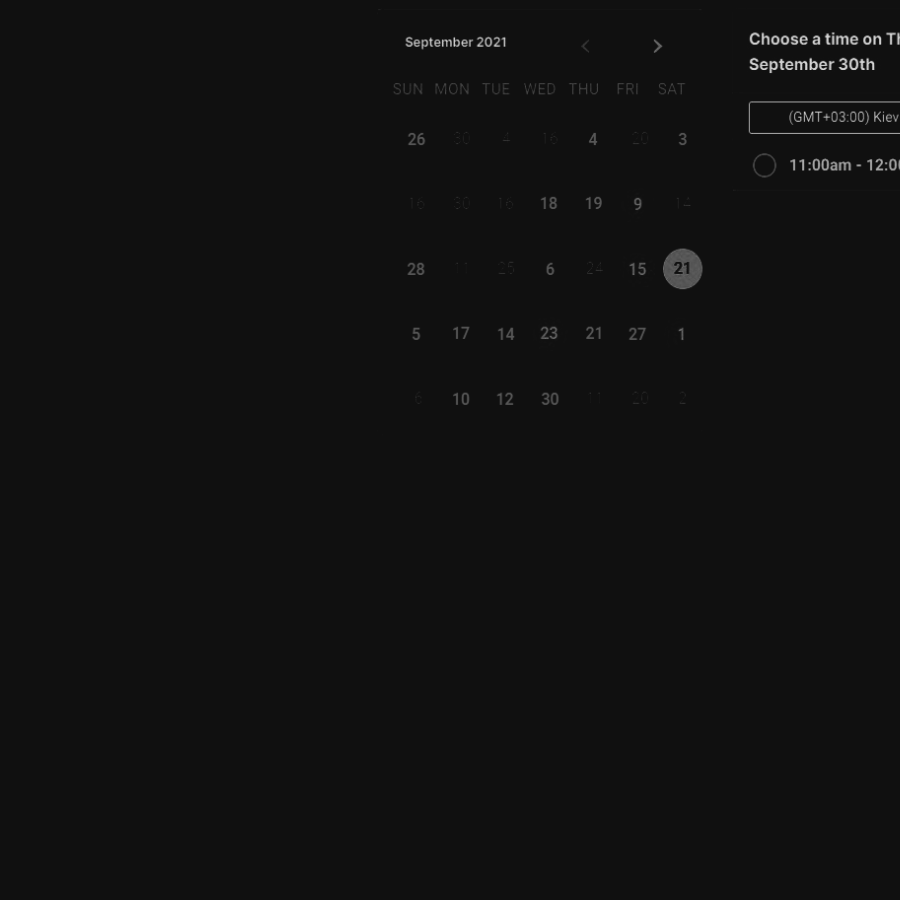 September 2021
SUN MON TUE WED THU FRI SAT
26 30 4 16 4 20 3
16 30 16 18 19 9 14
28 11 25 6 24 15 21
5 17 14 23 21 27 1
6 10 12 30 11 20 2
Choose a time on Th
September 30th
(GMT+03:00) Kiev
11:00am - 12:00